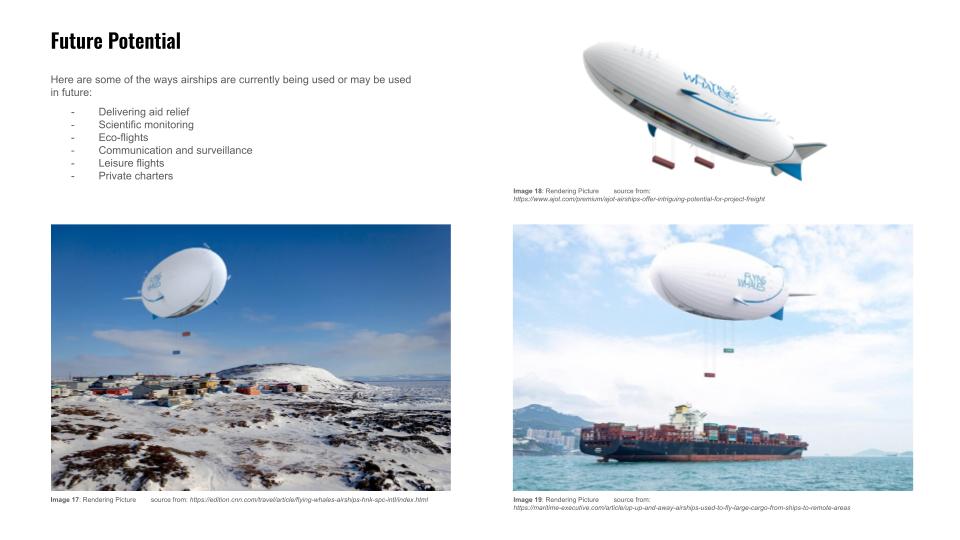 Future Potential
Here are some of the ways airships are currently being used or may be used
in future:
- Delivering aid relief
- Scientific monitoring
- Eco-flights
- Communication and surveillance
- Leisure flights
- Private charters
FLYING
WHALES
Image 18: Rendering Picture source from:
https://www.ajot.com/premium/ajot-airships-offer-intriguing-potential-for-project-freight
FLYING
WHALES
Image 17: Rendering Picture source from: https://edition.cnn.com/travel/article/flying-whales-airships-hnk-spc-intl/index.html
FLYING
WHALES
Image 19: Rendering Picture source from:
https://maritime-executive.com/article/up-up-and-away-airships-used-to-fly-large-cargo-from-ships-to-remote-areas